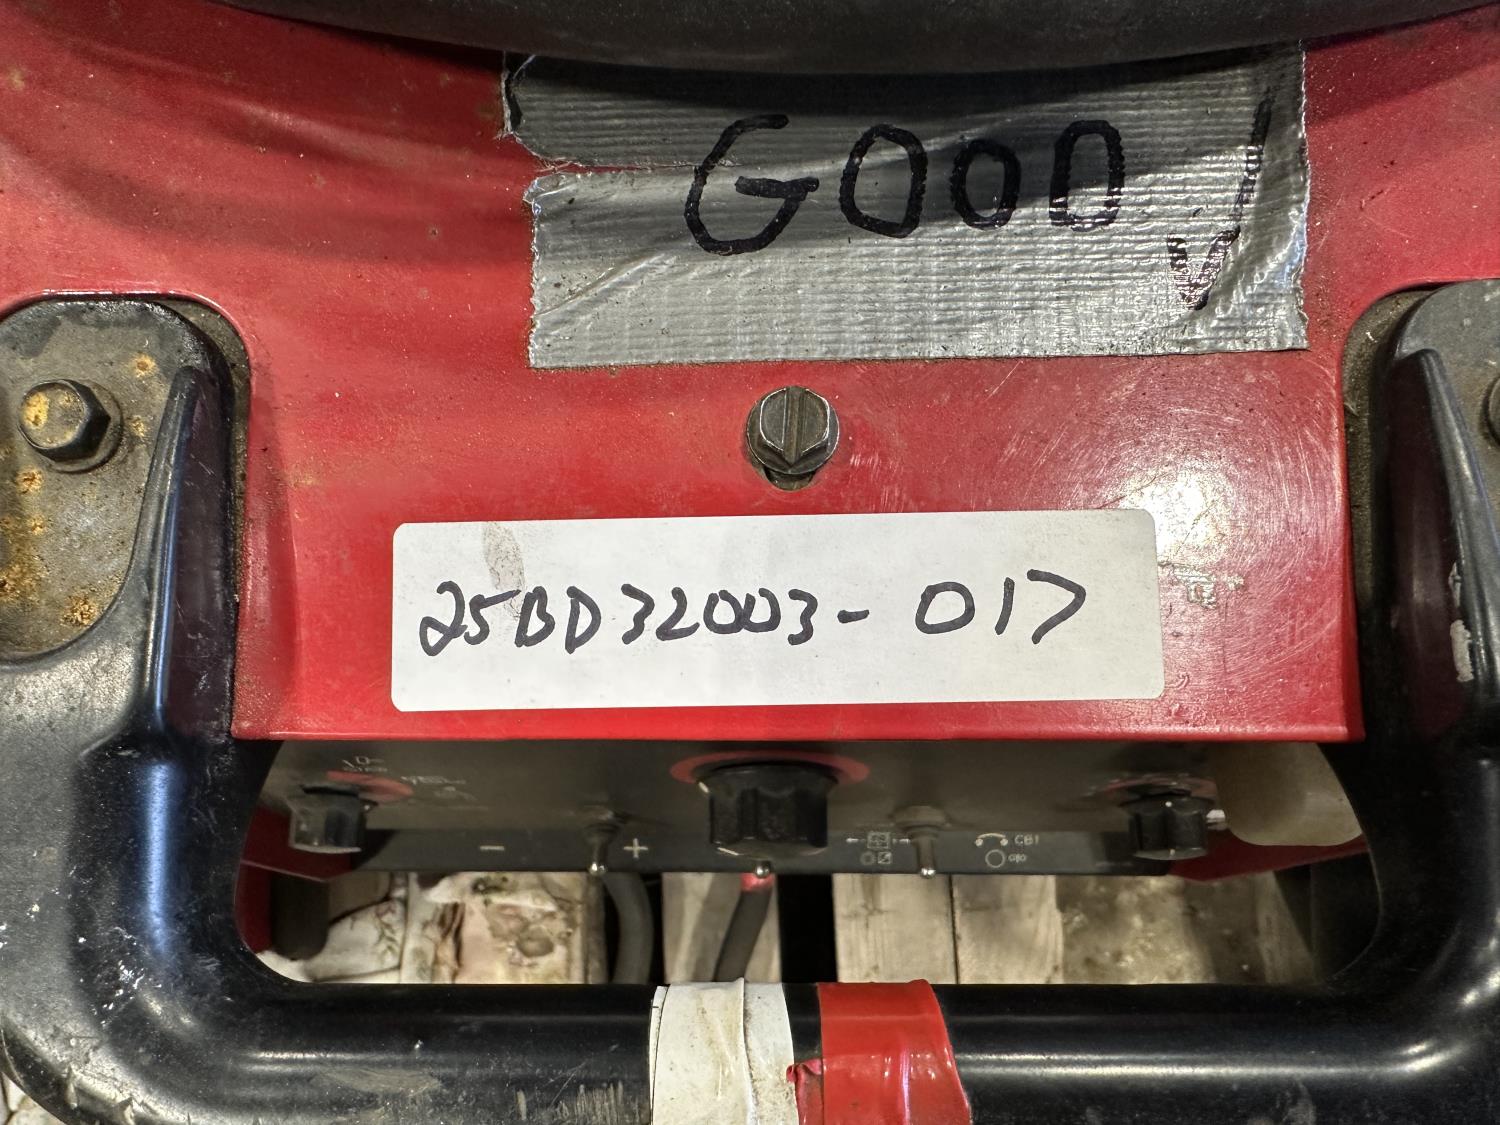 GOOD
25BD32003-017
- +
CB1